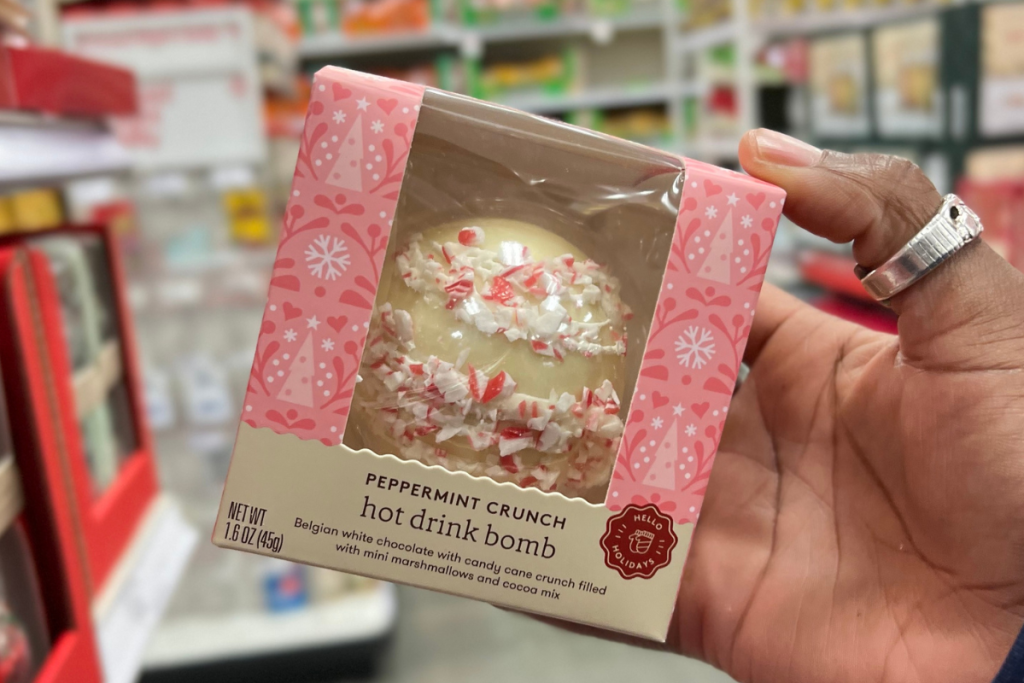 PEPPERMINT CRUNCH
hot drink bomb
Belgian white chocolate with candy cane crunch filled
with mini marshmallows and cocoa mix
NET WT
1.6 OZ (45g)
HELLO
HOLIDAYS